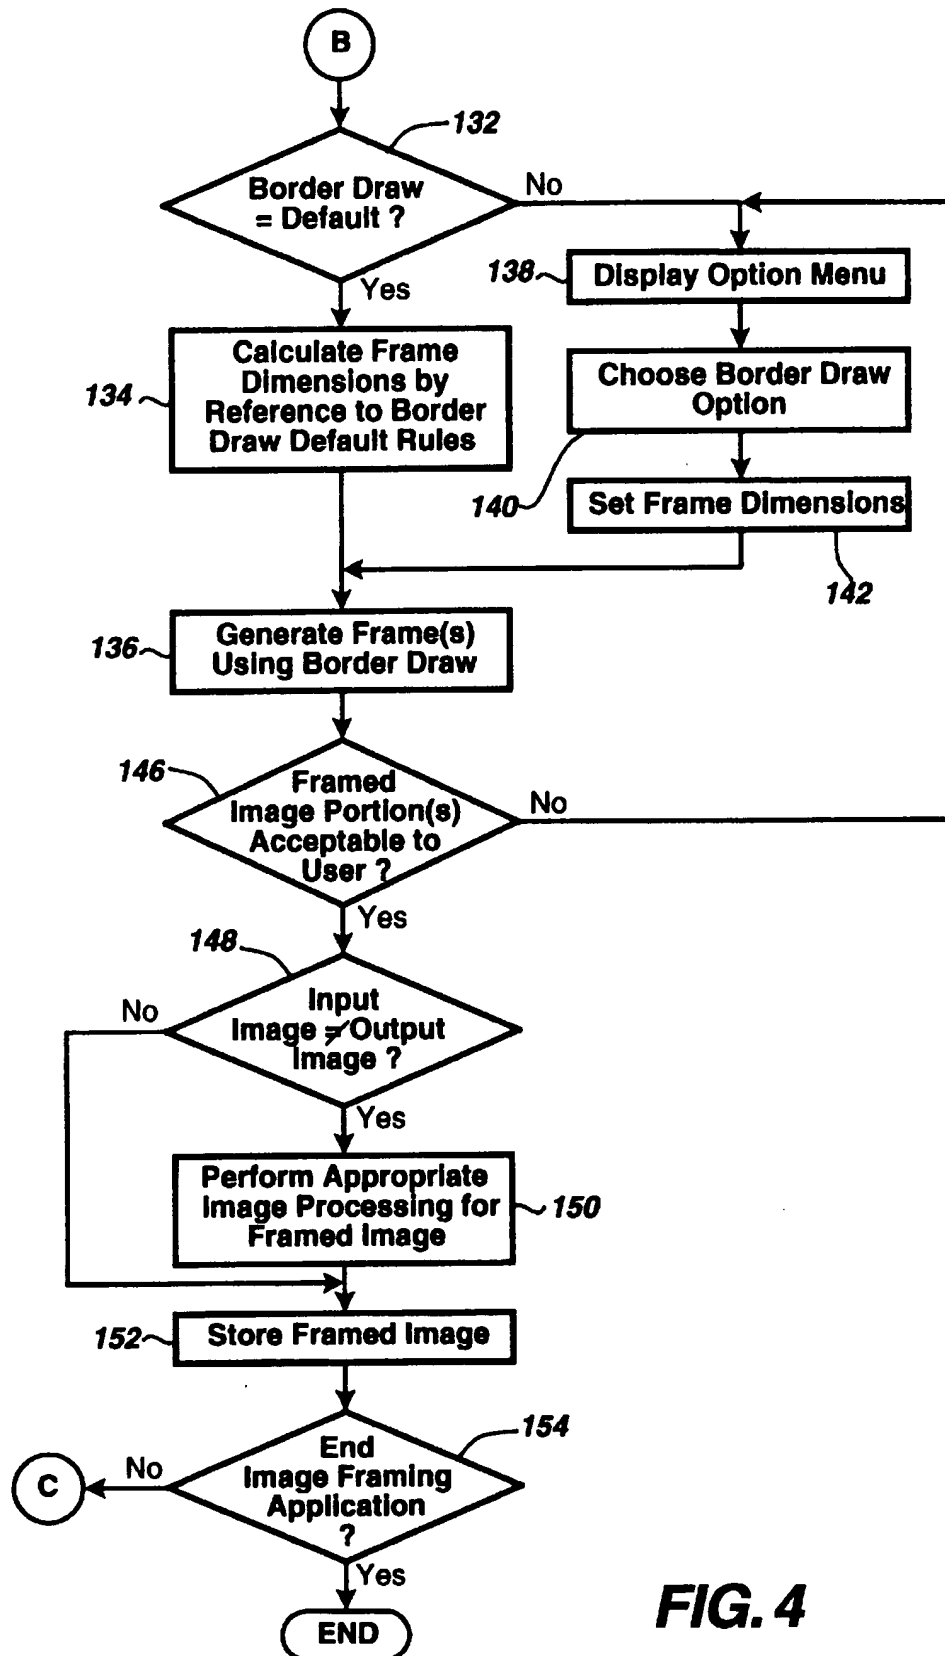 B
132
Border Draw
= Default ?
No
Yes
138
Display Option Menu
Calculate Frame
Dimensions by
Reference to Border
Draw Default Rules
134
Choose Border Draw
Option
140
Set Frame Dimensions
142
136
Generate Frame(s)
Using Border Draw
146
Framed
Image Portion(s)
Acceptable to
User ?
No
Yes
148
Input
Image ≠ Output
Image ?
No
Yes
Perform Appropriate
Image Processing for
Framed Image
150
152
Store Framed Image
154
End
Image Framing
Application
?
No
C
Yes
END
FIG. 4